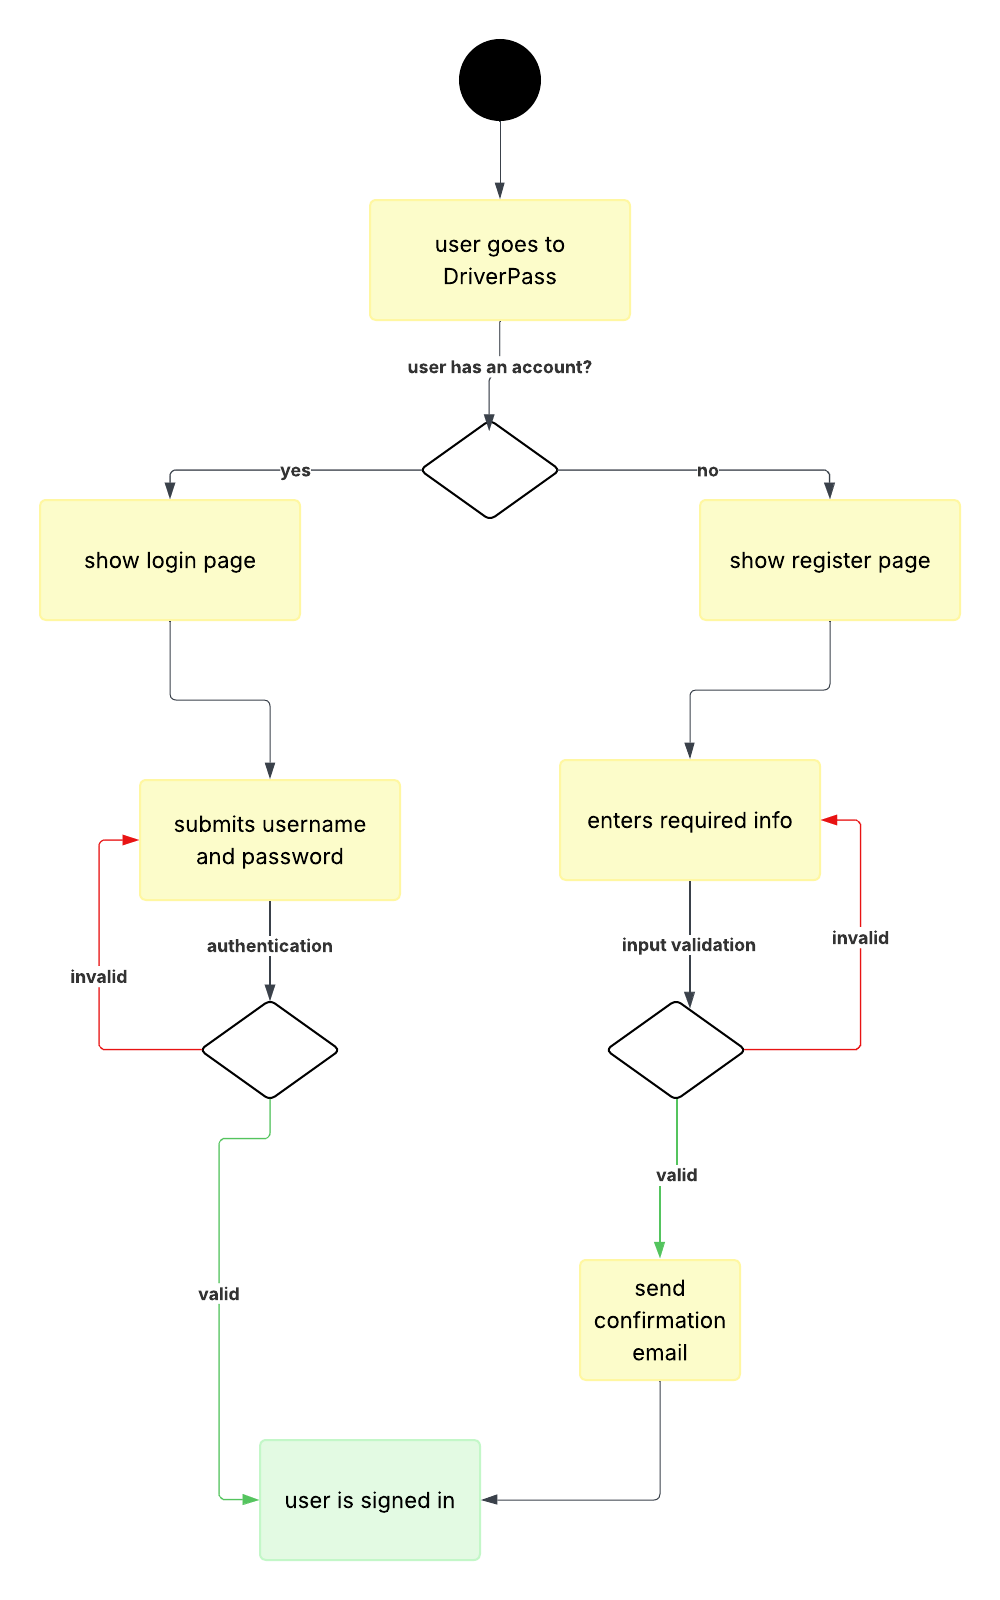 user goes to
DriverPass
user has an account?
yes
no
show login page
show register page
submits username
and password
enters required info
authentication
input validation
invalid
invalid
valid
valid
send
confirmation
email
user is signed in